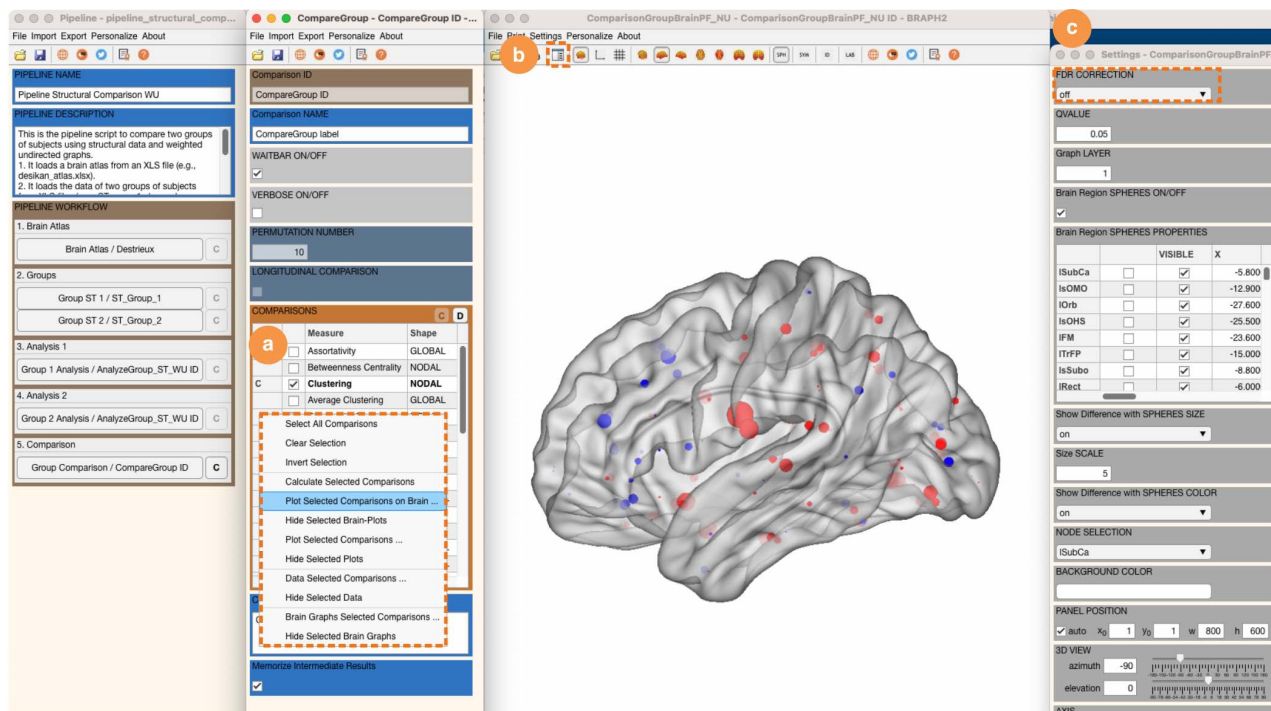 Pipeline - pipeline_structural_comp...
File Import Export Personalize About
PIPELINE NAME
Pipeline Structural Comparison WU
PIPELINE DESCRIPTION
This is the pipeline script to compare two groups
of subjects using structural data and weighted
undirected graphs.
1. It loads a brain atlas from an XLS file (e.g.,
desikan_atlas.xlsx).
2. It loads the data of two groups of subjects
PIPELINE WORKFLOW
1. Brain Atlas
Brain Atlas / Destrieux C
2. Groups
Group ST 1 / ST_Group_1 C
Group ST 2 / ST_Group_2 C
3. Analysis 1
Group 1 Analysis / AnalyzeGroup_ST_WU ID C
4. Analysis 2
Group 2 Analysis / AnalyzeGroup_ST_WU ID C
5. Comparison
Group Comparison / CompareGroup ID C
CompareGroup - CompareGroup ID -...
File Import Export Personalize About
Comparison ID
CompareGroup ID
Comparison NAME
CompareGroup label
WAITBAR ON/OFF
VERBOSE ON/OFF
PERMUTATION NUMBER
10
LONGITUDINAL COMPARISON
COMPARISONS C D
a
Measure Shape
Assortativity GLOBAL
Betweenness Centrality NODAL
C Clustering NODAL
Average Clustering GLOBAL
Select All Comparisons
Clear Selection
Invert Selection
Calculate Selected Comparisons
Plot Selected Comparisons on Brain ...
Hide Selected Brain-Plots
Plot Selected Comparisons ...
Hide Selected Plots
Data Selected Comparisons ...
Hide Selected Data
Brain Graphs Selected Comparisons ...
Hide Selected Brain Graphs
Memorize Intermediate Results
ComparisonGroupBrainPF_NU - ComparisonGroupBrainPF_NU ID - BRAPH2
File Print Settings Personalize About
b
SPH SYM ID LAB
c
Settings - ComparisonGroupBrainPF
FDR CORRECTION
off
QVALUE
0.05
Graph LAYER
1
Brain Region SPHERES ON/OFF
Brain Region SPHERES PROPERTIES
VISIBLE X
lSubCa -5.800
lsOMO -12.900
lOrb -27.600
lsOHS -25.500
lFM -23.600
lTrFP -15.000
lsSubo -8.800
lRect -6.000
Show Difference with SPHERES SIZE
on
Size SCALE
5
Show Difference with SPHERES COLOR
on
NODE SELECTION
lSubCa
BACKGROUND COLOR
PANEL POSITION
auto x0 1 y0 1 w 800 h 600
3D VIEW
azimuth -90
elevation 0
AXIS